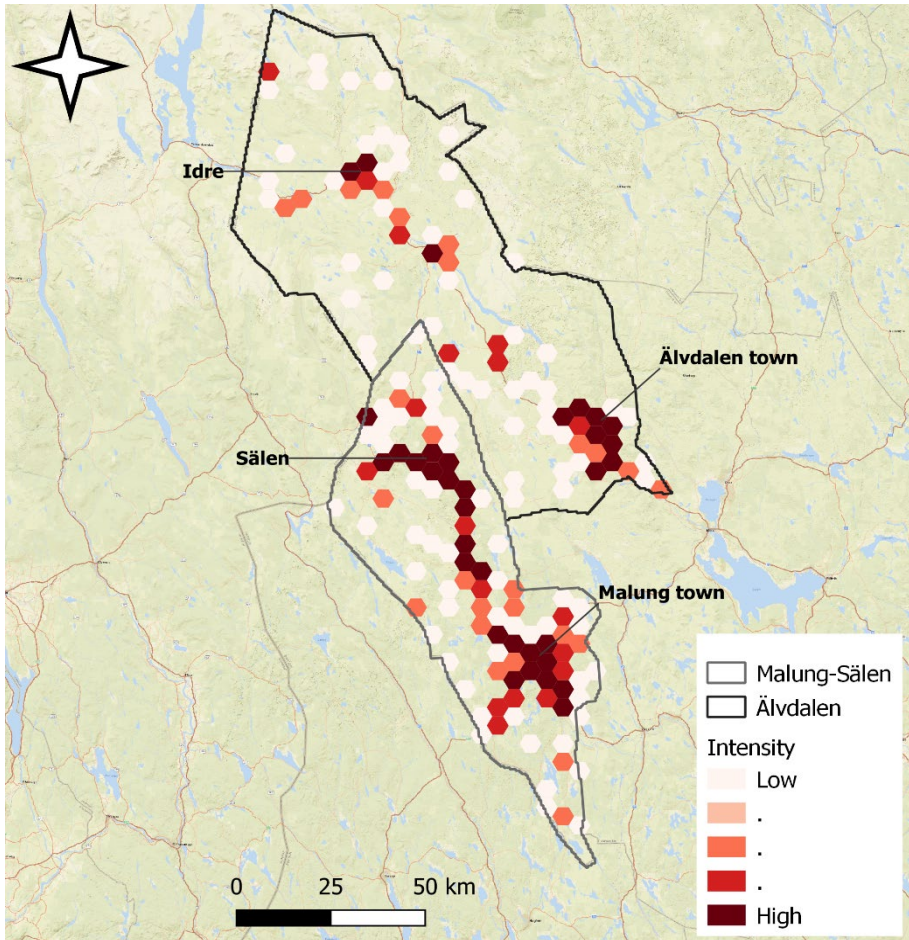 Idre
Älvdalen town
Sälen
Malung town
Malung-Sälen
Älvdalen
Intensity
Low
.
.
.
High
0 25 50 km